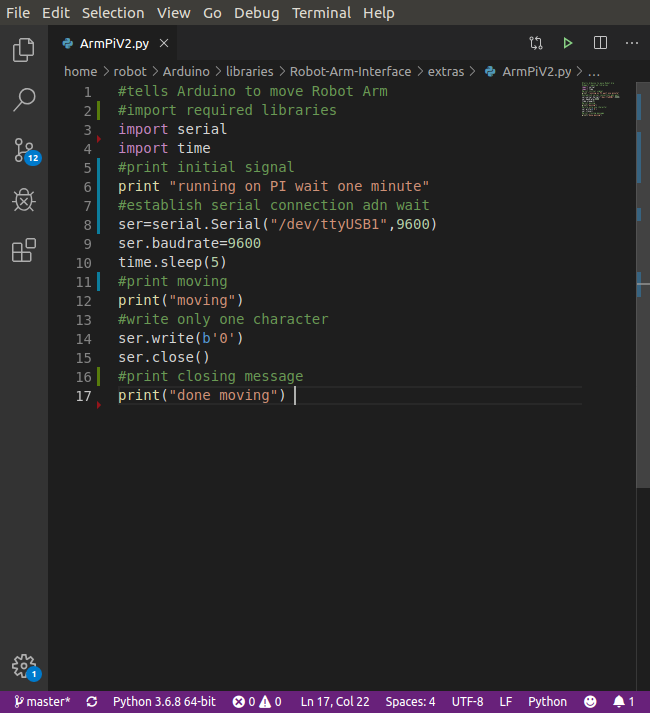 File Edit Selection View Go Debug Terminal Help
ArmPiV2.py
home > robot > Arduino > libraries > Robot-Arm-Interface > extras > ArmPiV2.py > ...
1 #tells Arduino to move Robot Arm
2 #import required libraries
3 import serial
4 import time
5 #print initial signal
6 print "running on PI wait one minute"
7 #establish serial connection adn wait
8 ser=serial.Serial("/dev/ttyUSB1",9600)
9 ser.baudrate=9600
10 time.sleep(5)
11 #print moving
12 print("moving")
13 #write only one character
14 ser.write(b'0')
15 ser.close()
16 #print closing message
17 print("done moving")
12
1
master* Python 3.6.8 64-bit 0 0 Ln 17, Col 22 Spaces: 4 UTF-8 LF Python 1